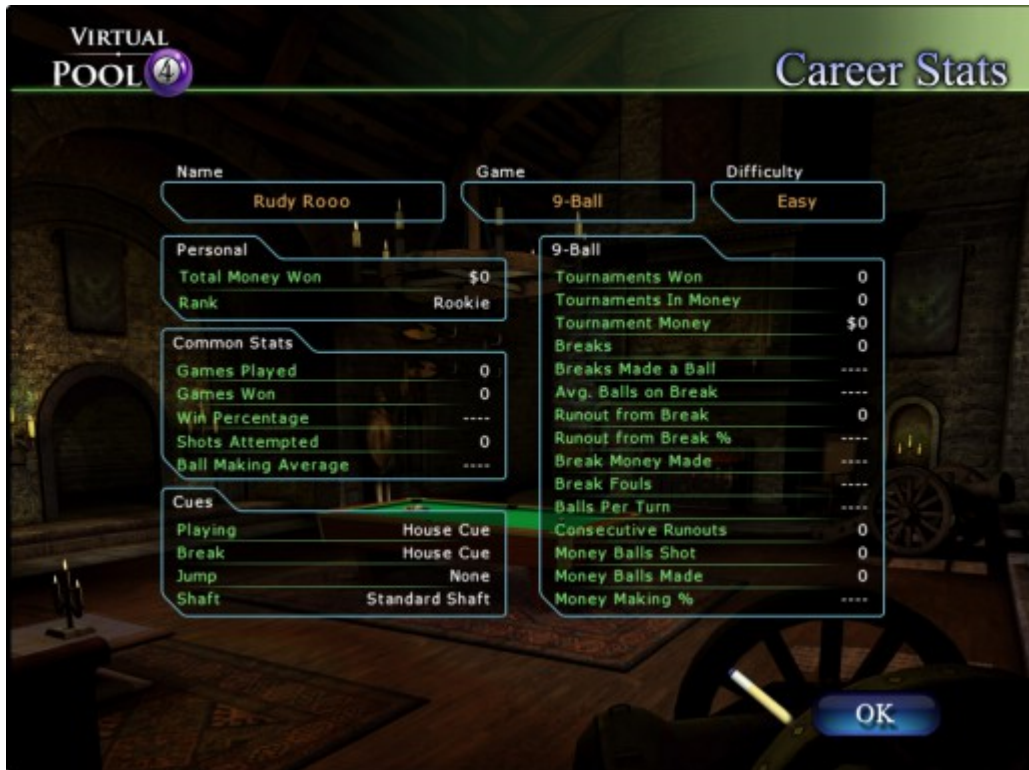 VIRTUAL
POOL 4
Career Stats
Name
Rudy Rooo
Game
9-Ball
Difficulty
Easy
Personal
Total Money Won $0
Rank Rookie
Common Stats
Games Played 0
Games Won 0
Win Percentage ----
Shots Attempted 0
Ball Making Average ----
Cues
Playing House Cue
Break House Cue
Jump None
Shaft Standard Shaft
9-Ball
Tournaments Won 0
Tournaments In Money 0
Tournament Money $0
Breaks 0
Breaks Made a Ball ----
Avg. Balls on Break ----
Runout from Break 0
Runout from Break % ----
Break Money Made ----
Break Fouls ----
Balls Per Turn ----
Consecutive Runouts 0
Money Balls Shot 0
Money Balls Made 0
Money Making % ----
OK